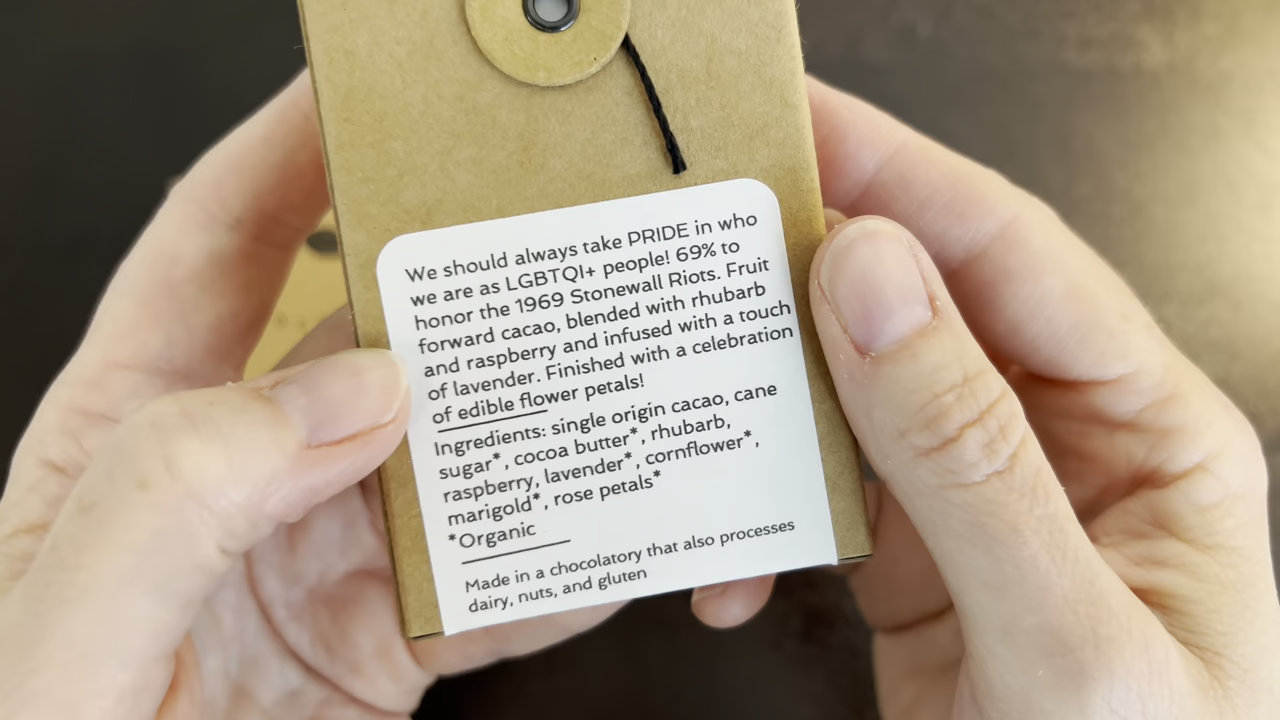 We should always take PRIDE in who
we are as LGBTQI+ people! 69% to
honor the 1969 Stonewall Riots. Fruit
forward cacao, blended with rhubarb
and raspberry and infused with a touch
of lavender. Finished with a celebration
of edible flower petals!
Ingredients: single origin cacao, cane
sugar*, cocoa butter*, rhubarb,
raspberry, lavender*, cornflower*,
marigold*, rose petals*
*Organic
Made in a chocolatory that also processes
dairy, nuts, and gluten